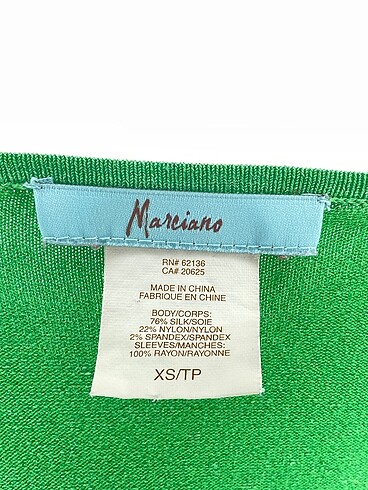 Marciano
RN# 62136
CA# 20625
MADE IN CHINA
FABRIQUE EN CHINE
BODY/CORPS:
76% SILK/SOIE
22% NYLON/NYLON
2% SPANDEX/SPANDEX
SLEEVES/MANCHES:
100% RAYON/RAYONNE
XS/TP